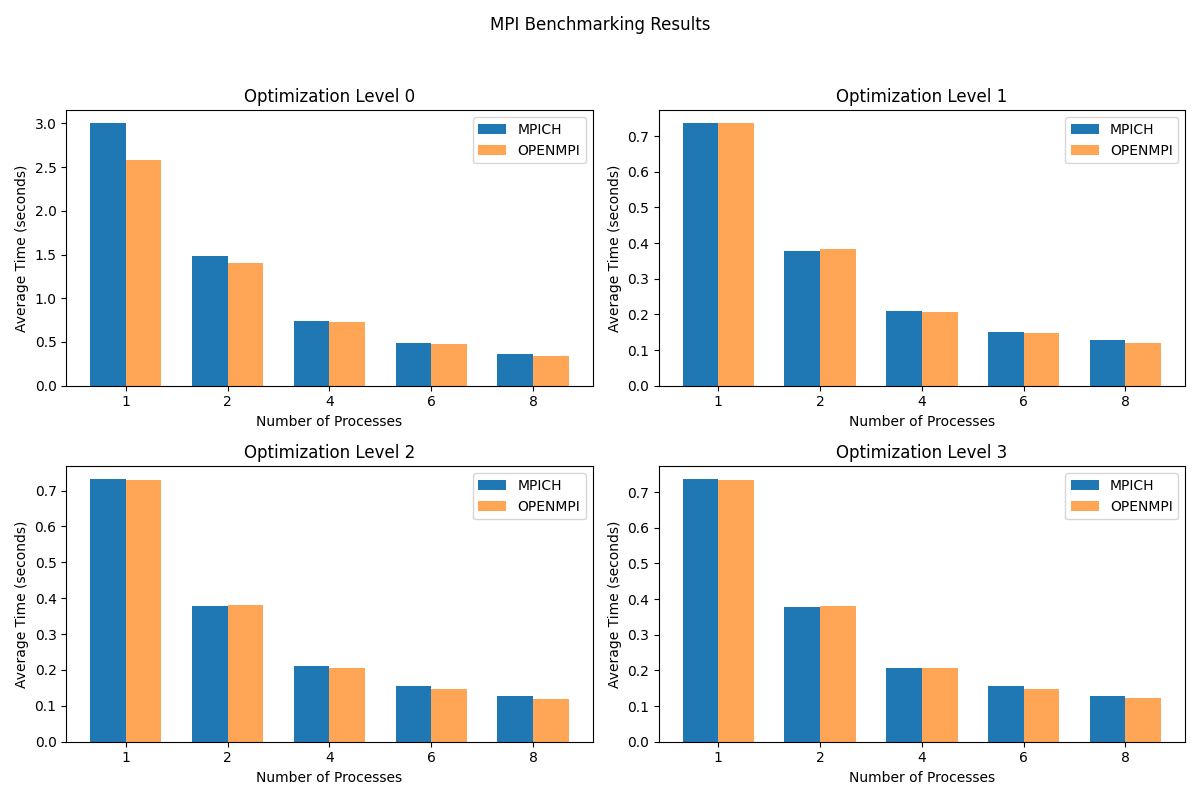 MPI Benchmarking Results
Optimization Level 0
Average Time (seconds)
3.0
2.5
2.0
1.5
1.0
0.5
0.0
MPICH
OPENMPI
1 2 4 6 8
Number of Processes
Optimization Level 1
Average Time (seconds)
0.7
0.6
0.5
0.4
0.3
0.2
0.1
0.0
MPICH
OPENMPI
1 2 4 6 8
Number of Processes
Optimization Level 2
Average Time (seconds)
0.7
0.6
0.5
0.4
0.3
0.2
0.1
0.0
MPICH
OPENMPI
1 2 4 6 8
Number of Processes
Optimization Level 3
Average Time (seconds)
0.7
0.6
0.5
0.4
0.3
0.2
0.1
0.0
MPICH
OPENMPI
1 2 4 6 8
Number of Processes